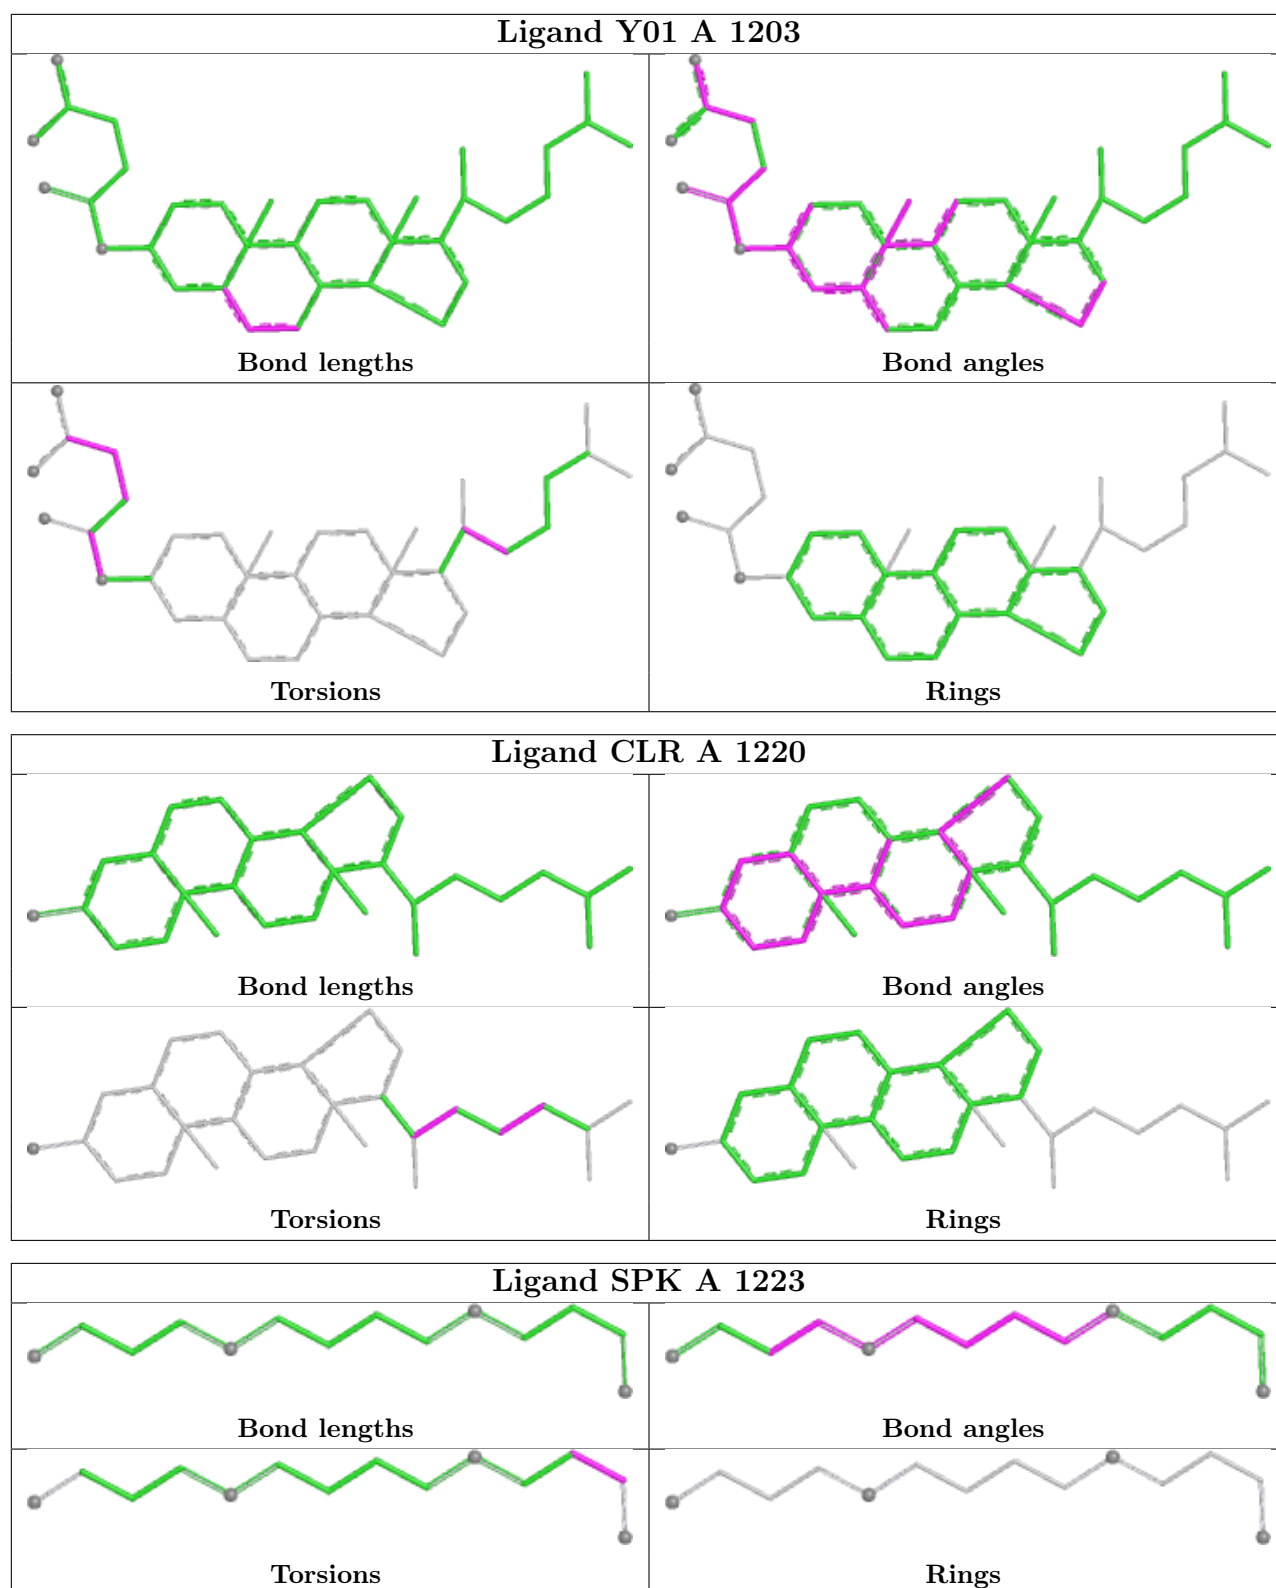 Ligand Y01 A 1203
Bond lengths
Bond angles
Torsions
Rings
Ligand CLR A 1220
Bond lengths
Bond angles
Torsions
Rings
Ligand SPK A 1223
Bond lengths
Bond angles
Torsions
Rings